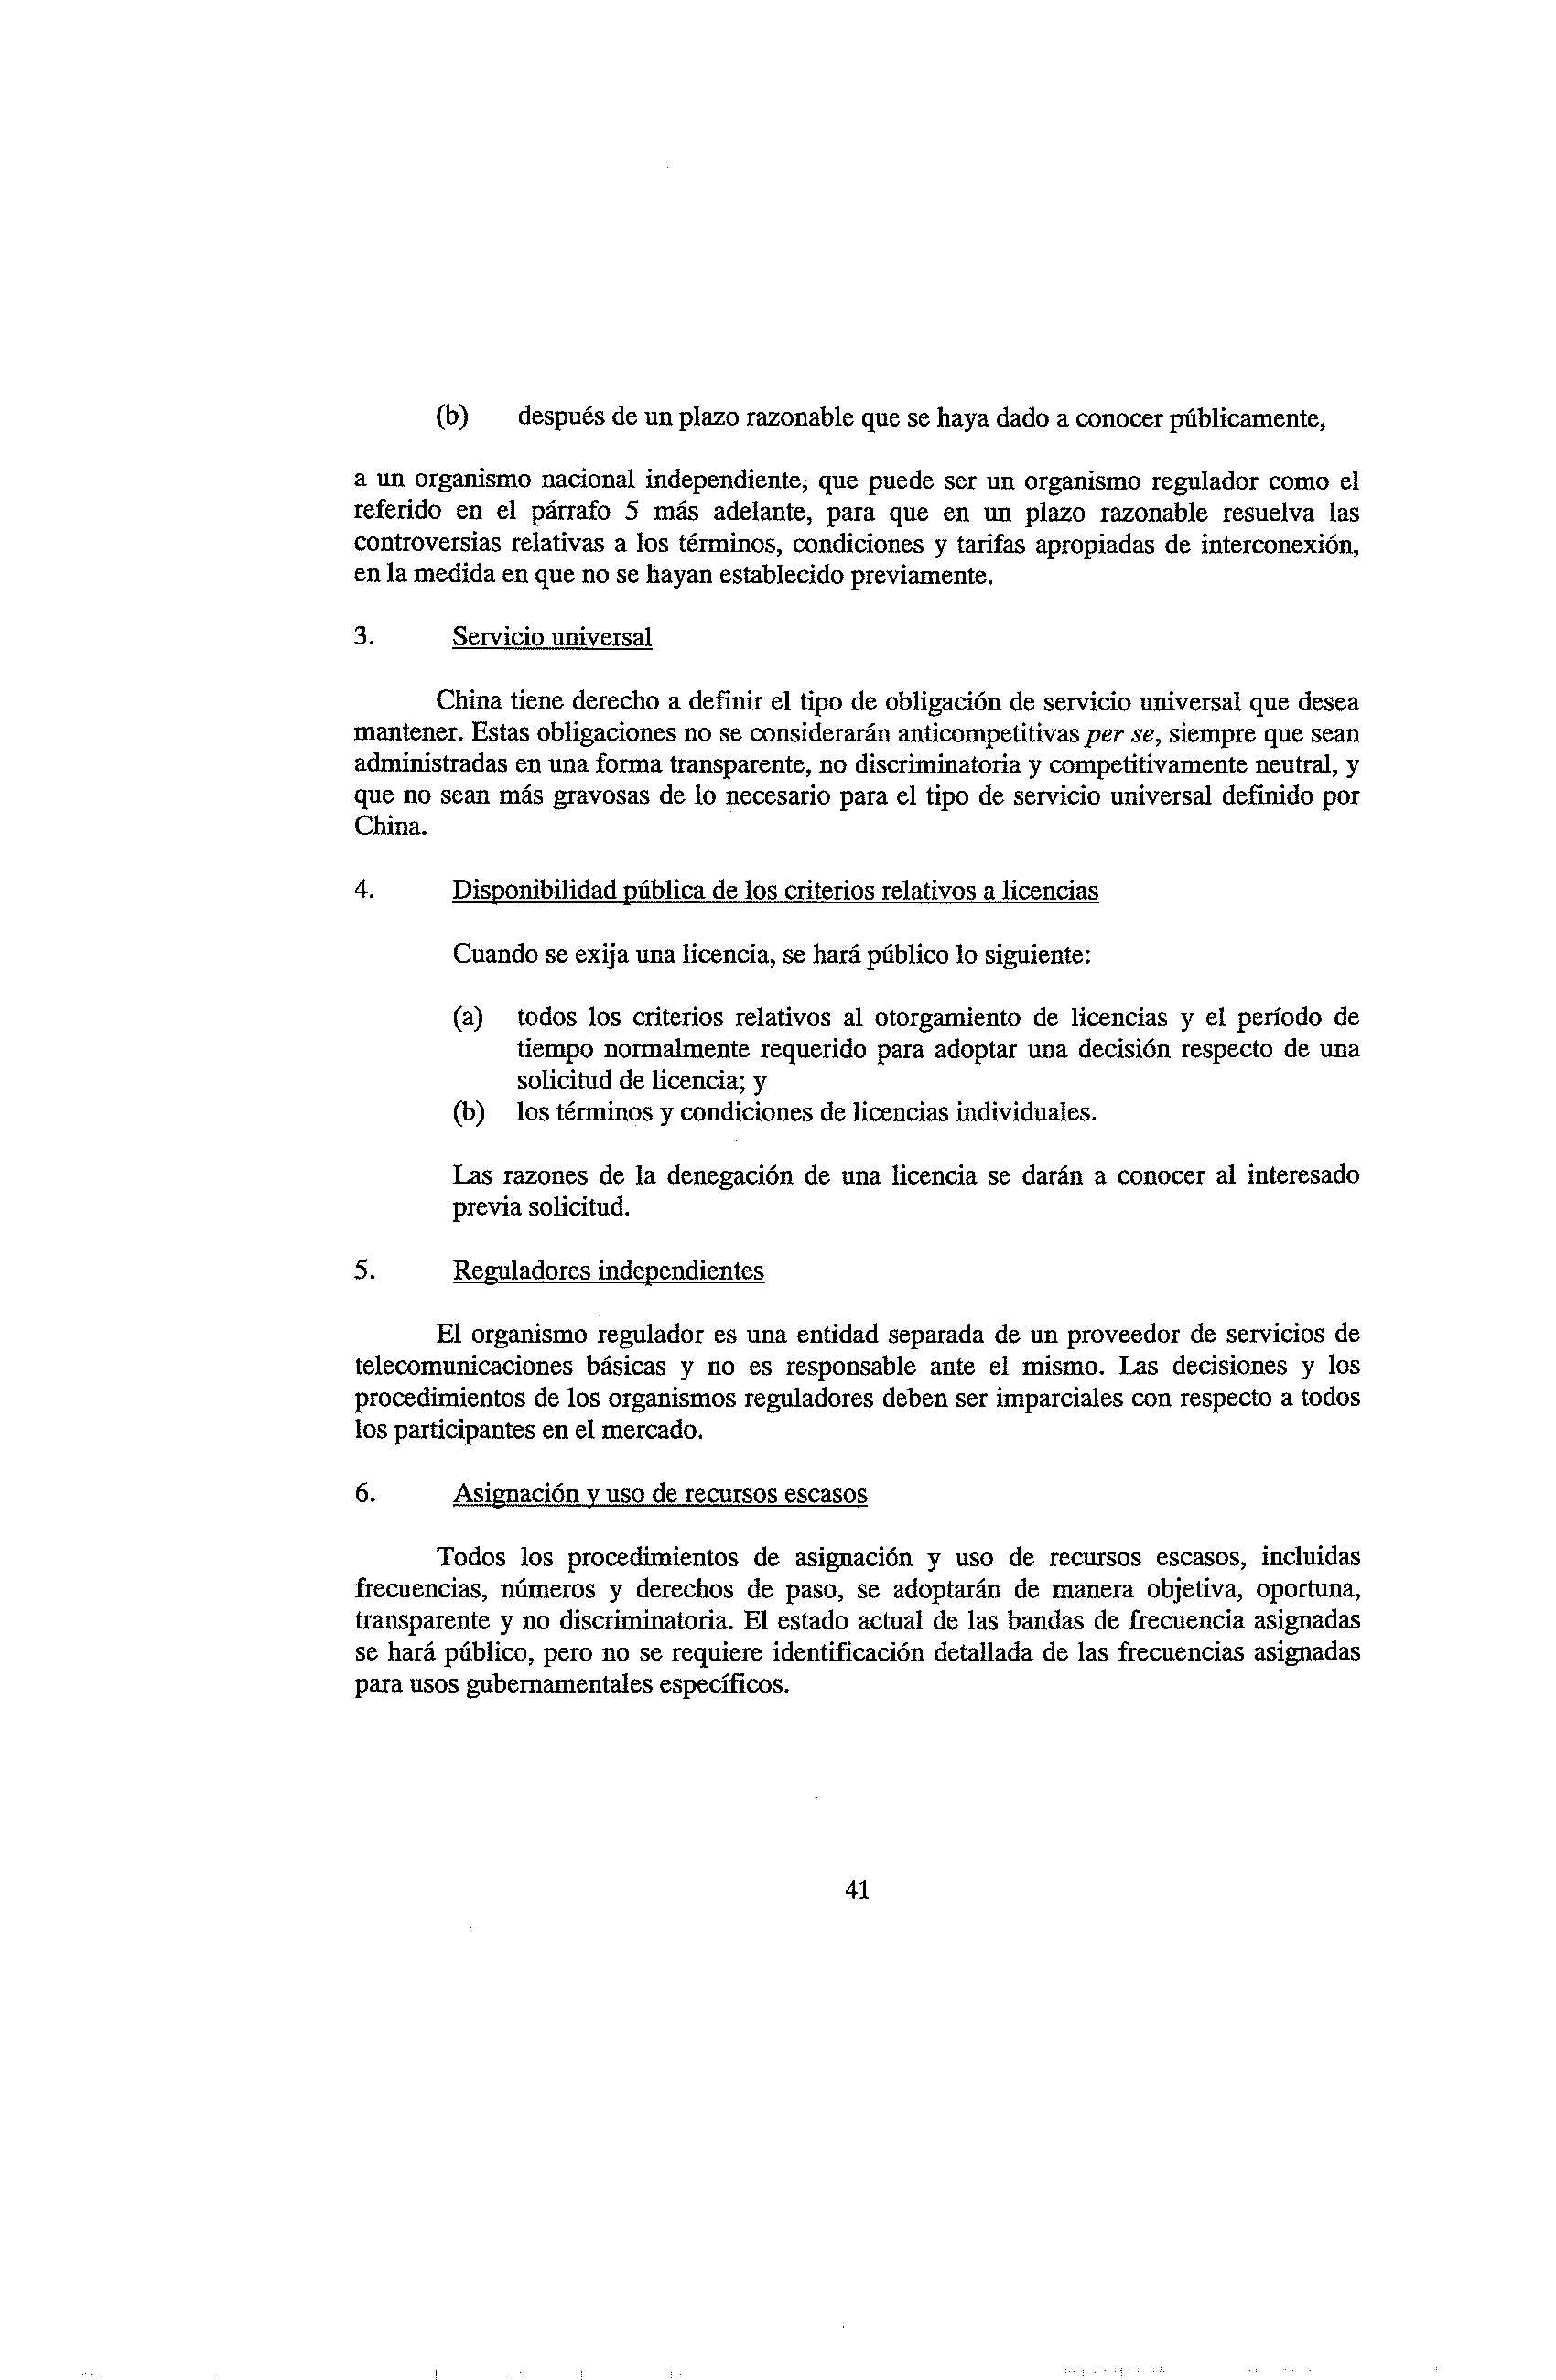 (b) después de un plazo razonable que se haya dado a conocer públicamente,
a un organismo nacional independiente, que puede ser un organismo regulador como el
referido en el párrafo 5 más adelante, para que en un plazo razonable resuelva las
controversias relativas a los términos, condiciones y tarifas apropiadas de interconexión,
en la medida en que no se hayan establecido previamente.
3. Servicio universal
China tiene derecho a definir el tipo de obligación de servicio universal que desea
mantener. Estas obligaciones no se considerarán anticompetitivas per se, siempre que sean
administradas en una forma transparente, no discriminatoria y competitivamente neutral, y
que no sean más gravosas de lo necesario para el tipo de servicio universal definido por
China.
4. Disponibilidad pública de los criterios relativos a licencias
Cuando se exija una licencia, se hará público lo siguiente:
(a) todos los criterios relativos al otorgamiento de licencias y el período de
tiempo normalmente requerido para adoptar una decisión respecto de una
solicitud de licencia; y
(b) los términos y condiciones de licencias individuales.
Las razones de la denegación de una licencia se darán a conocer al interesado
previa solicitud.
5. Reguladores independientes
El organismo regulador es una entidad separada de un proveedor de servicios de
telecomunicaciones básicas y no es responsable ante el mismo. Las decisiones y los
procedimientos de los organismos reguladores deben ser imparciales con respecto a todos
los participantes en el mercado.
6. Asignación y uso de recursos escasos
Todos los procedimientos de asignación y uso de recursos escasos, incluidas
frecuencias, números y derechos de paso, se adoptarán de manera objetiva, oportuna,
transparente y no discriminatoria. El estado actual de las bandas de frecuencia asignadas
se hará público, pero no se requiere identificación detallada de las frecuencias asignadas
para usos gubernamentales específicos.
41